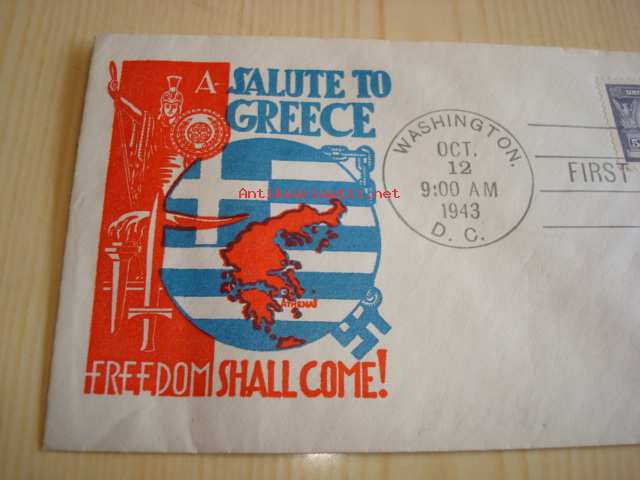 A SALUTE TO
GREECE
ATHENS
FREEDOM SHALL COME!
WASHINGTON,
OCT.
12
9:00 AM
1943
D. C.
FIRST
Antikvariaatti.net